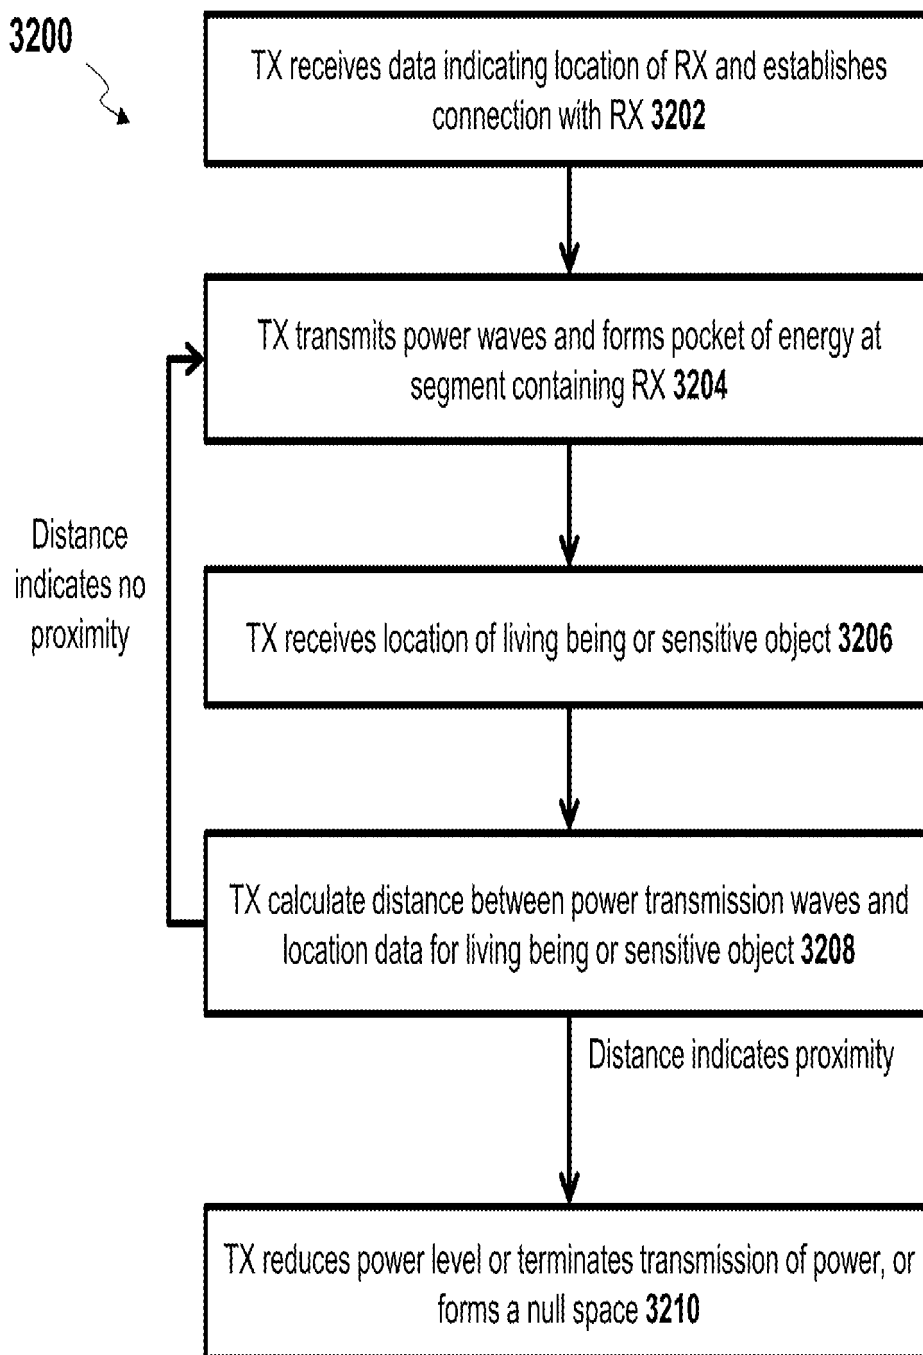 3200
TX receives data indicating location of RX and establishes
connection with RX 3202
TX transmits power waves and forms pocket of energy at
segment containing RX 3204
Distance
indicates no
proximity
TX receives location of living being or sensitive object 3206
TX calculate distance between power transmission waves and
location data for living being or sensitive object 3208
Distance indicates proximity
TX reduces power level or terminates transmission of power, or
forms a null space 3210